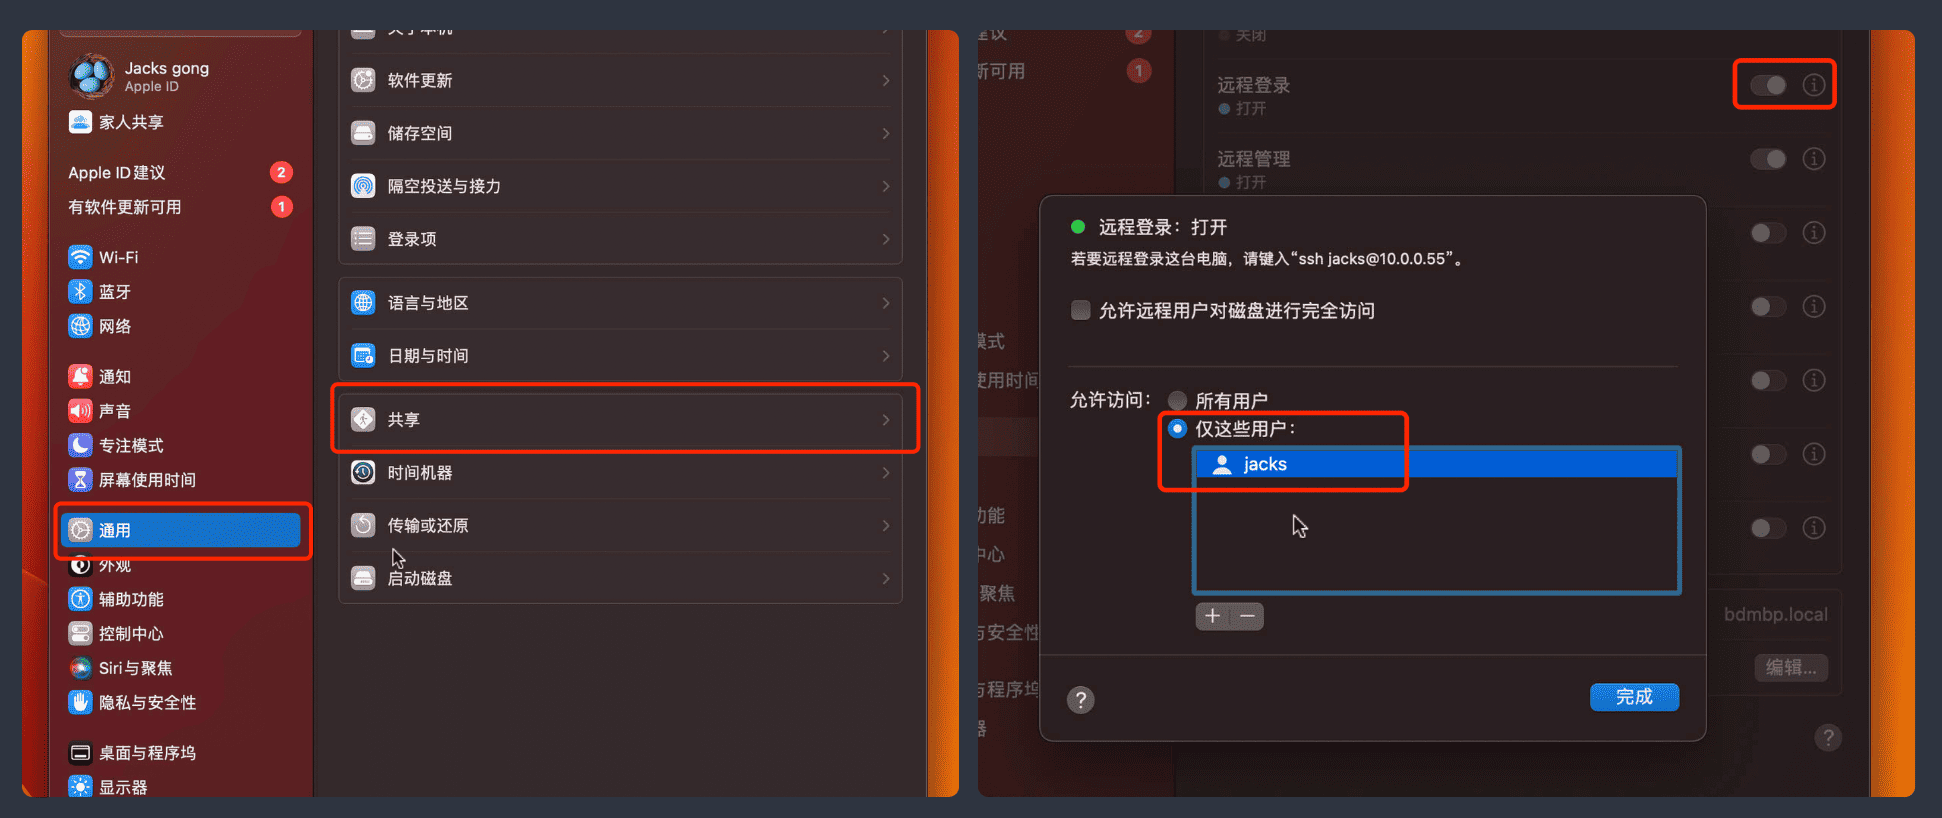 Jacks gong
Apple ID
家人共享
Apple ID 建议
2
有软件更新可用
1
Wi-Fi
蓝牙
网络
通知
声音
专注模式
屏幕使用时间
通用
外观
辅助功能
控制中心
Siri与聚焦
隐私与安全性
桌面与程序坞
显示器
关于本机
软件更新
储存空间
隔空投送与接力
登录项
语言与地区
日期与时间
共享
时间机器
传输或还原
启动磁盘
建议
2
新可用
1
模式
使用时间
功能
中心
聚焦
与安全性
与程序坞
器
关闭
远程登录
打开
远程管理
打开
远程登录：打开
若要远程登录这台电脑，请键入“ssh jacks@10.0.0.55”。
允许远程用户对磁盘进行完全访问
允许访问：
所有用户
仅这些用户：
jacks
+ −
?
完成
bdmbp.local
编辑...
?